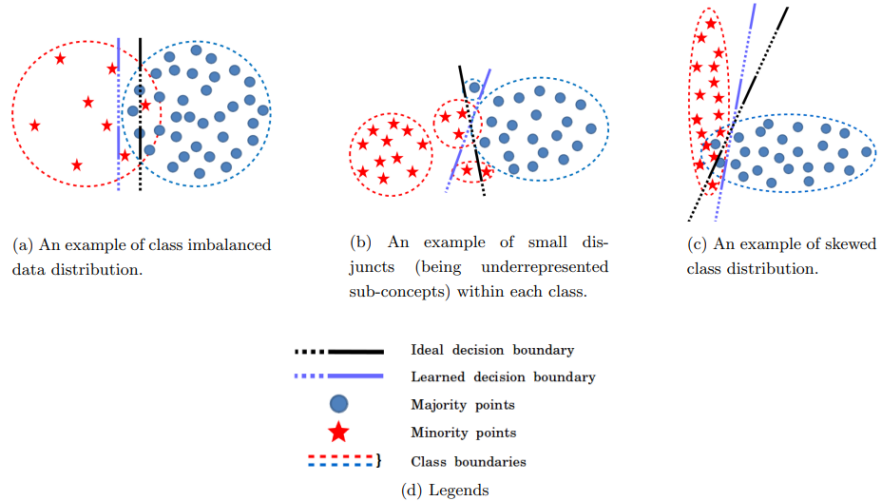 (a) An example of class imbalanced
data distribution.
(b) An example of small dis-
juncts (being underrepresented
sub-concepts) within each class.
(c) An example of skewed
class distribution.
Ideal decision boundary
Learned decision boundary
Majority points
Minority points
} Class boundaries
(d) Legends